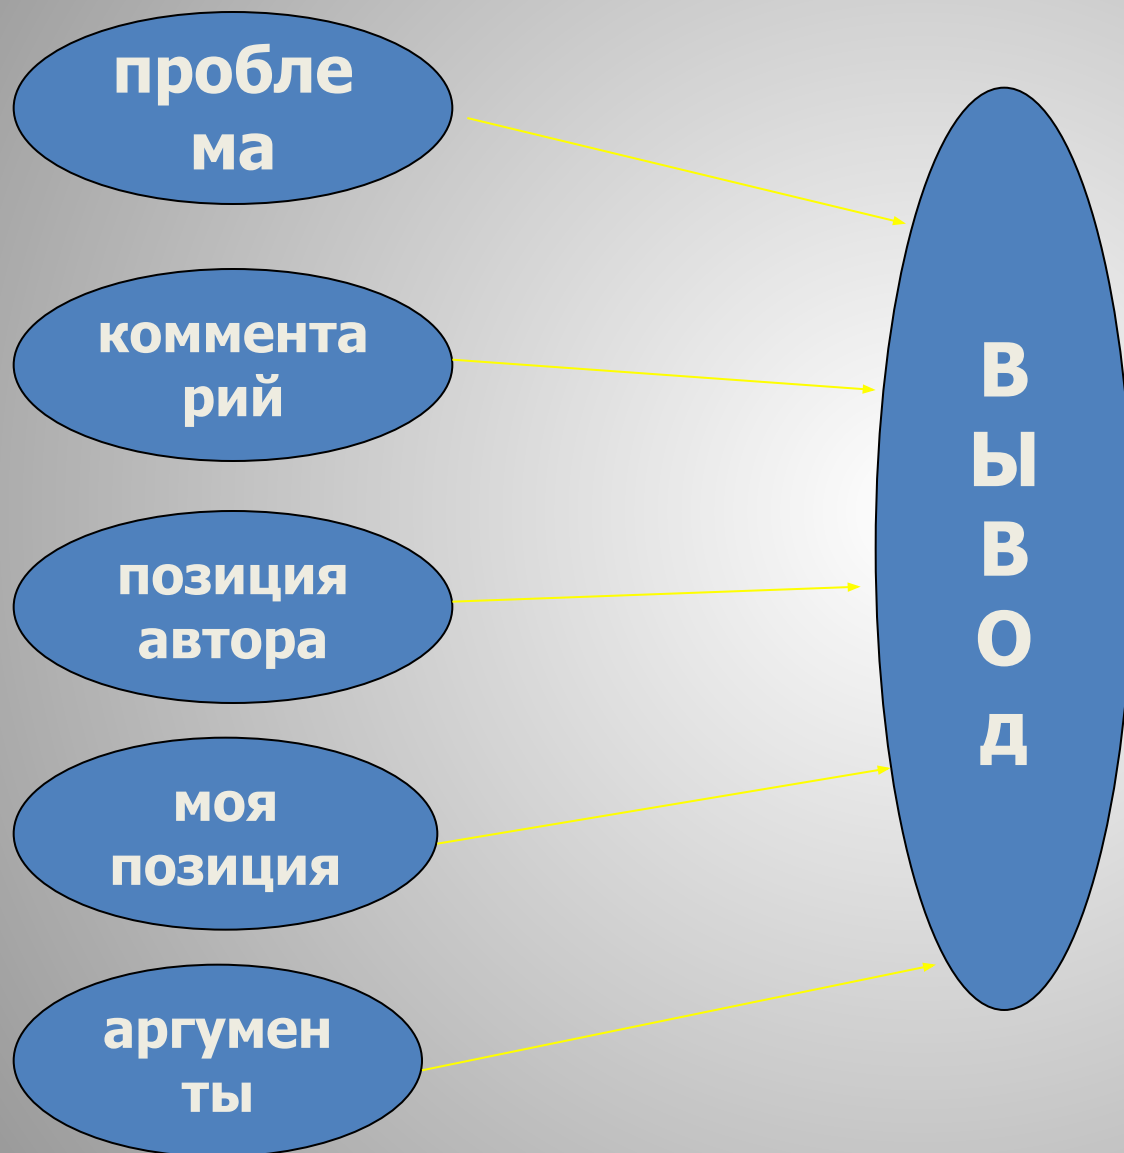 пробле
ма
коммента
рий
позиция
автора
моя
позиция
аргумен
ты
В
Ы
В
О
д